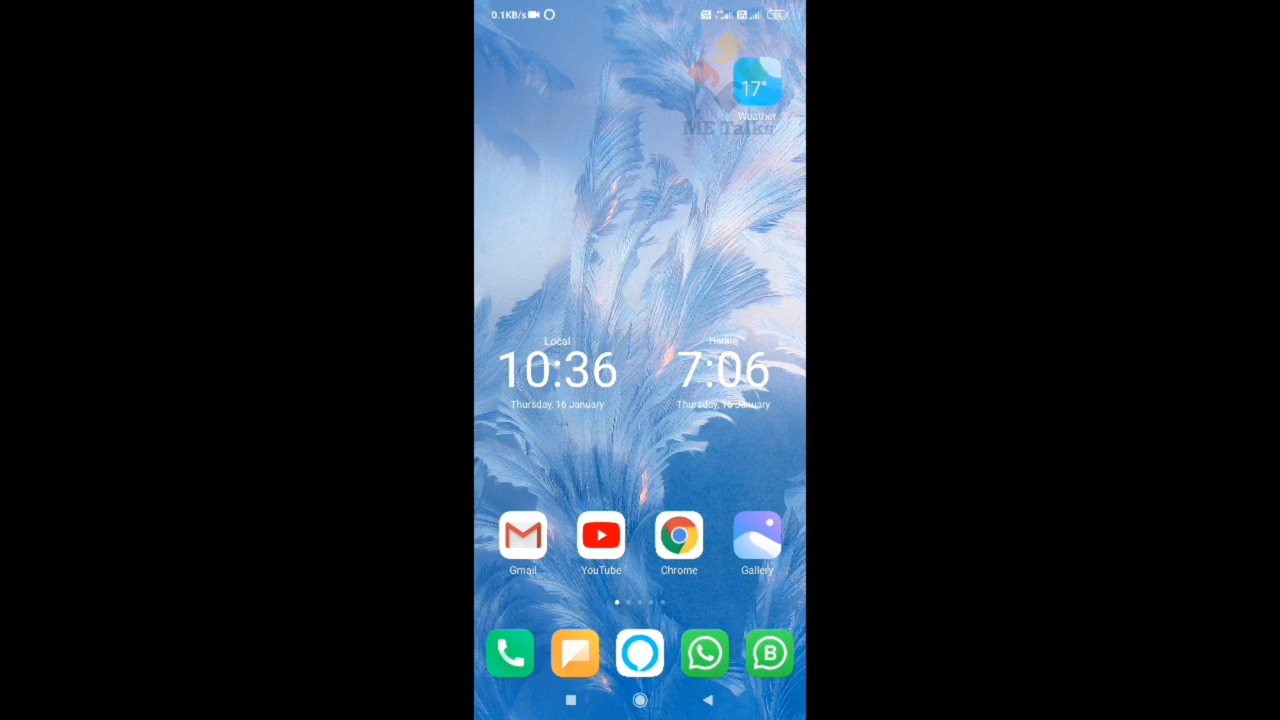 0.1KB/s
17°
Weather
ME Talks
Local
10:36
Thursday, 16 January
Harare
7:06
Thursday, 16 January
Gmail
YouTube
Chrome
Gallery
B